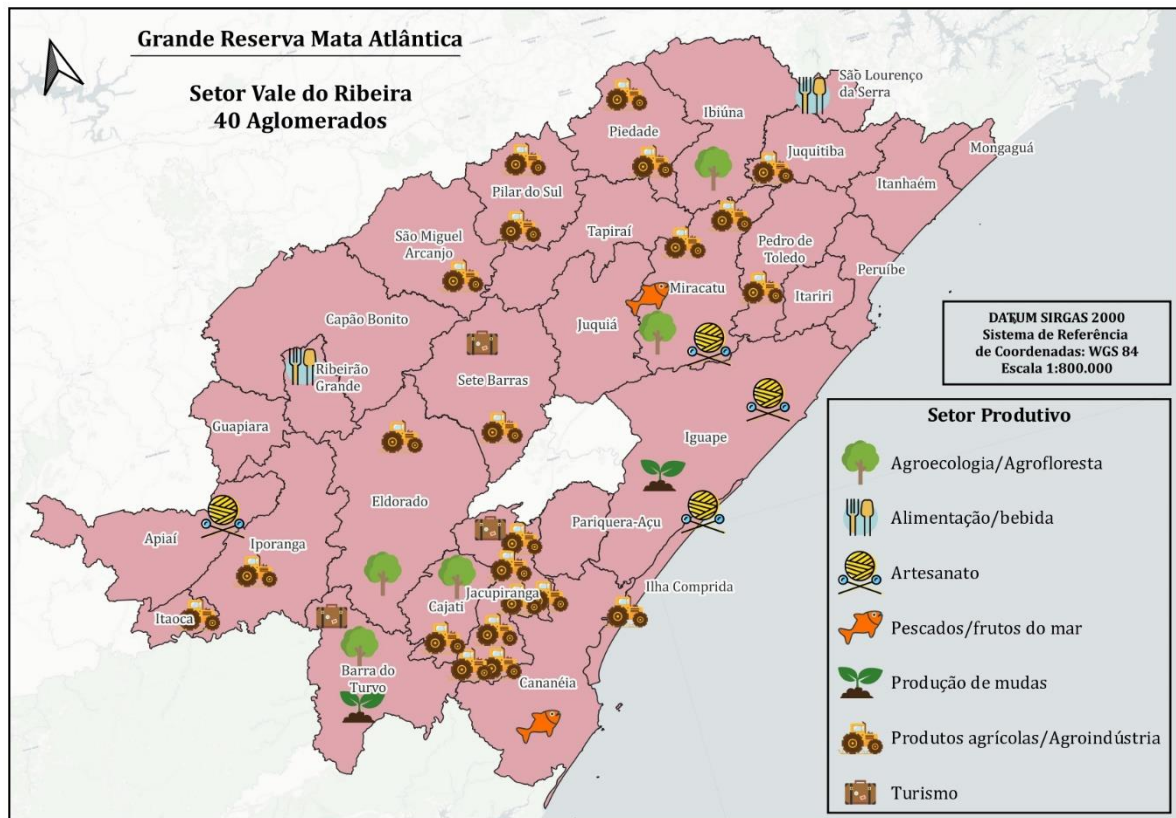 Grande Reserva Mata Atlântica
Setor Vale do Ribeira
40 Aglomerados
São Lourenço
da Serra
Ibiúna
Piedade
Juquitiba
Mongaguá
Itanhaém
Pilar do Sul
São Miguel
Arcanjo
Tapiraí
Pedro de
Toledo
Peruíbe
Itariri
Miracatu
Juquiá
Capão Bonito
Ribeirão
Grande
Sete Barras
Guapiara
Iguape
Eldorado
Pariquera-Açu
Apiaí
Iporanga
Ilha Comprida
Jacupiranga
Cajati
Itaoca
Barra do
Turvo
Cananéia
DATUM SIRGAS 2000
Sistema de Referência
de Coordenadas: WGS 84
Escala 1:800.000
Setor Produtivo
Agroecologia/Agrofloresta
Alimentação/bebida
Artesanato
Pescados/frutos do mar
Produção de mudas
Produtos agrícolas/Agroindústria
Turismo